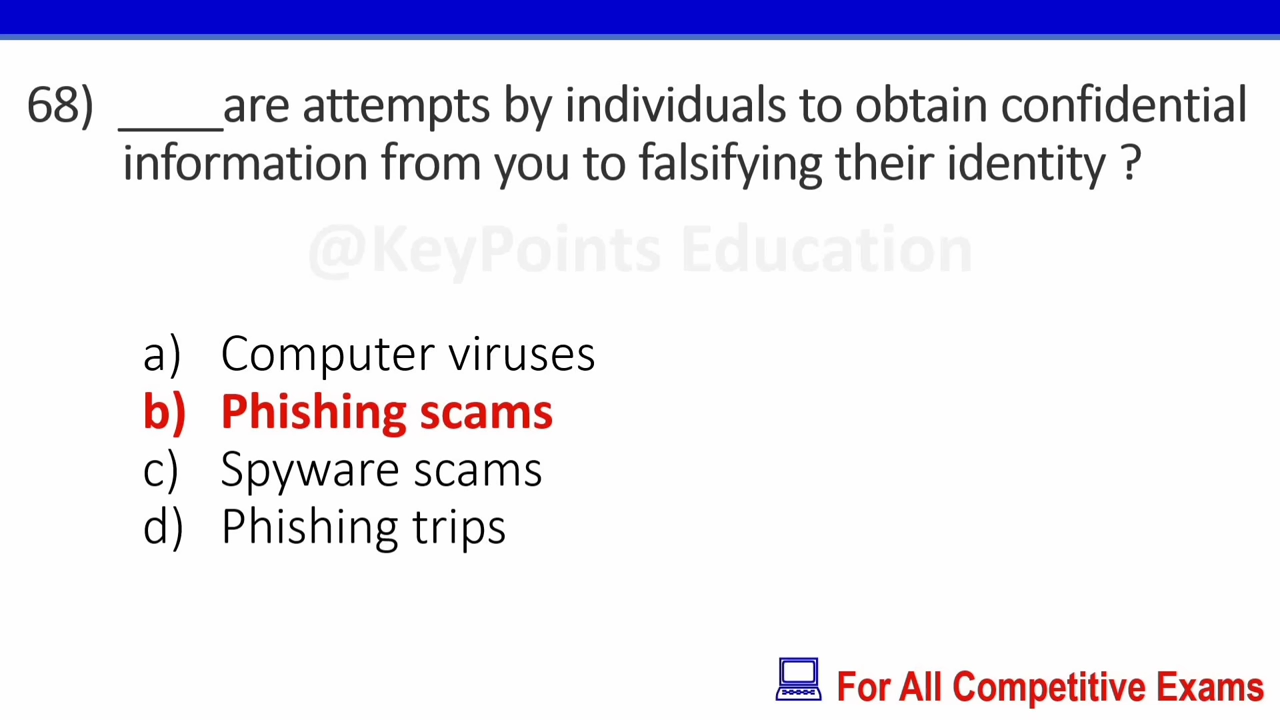 68) ____are attempts by individuals to obtain confidential
information from you to falsifying their identity ?
@KeyPoints Education
a) Computer viruses
b) Phishing scams
c) Spyware scams
d) Phishing trips
For All Competitive Exams